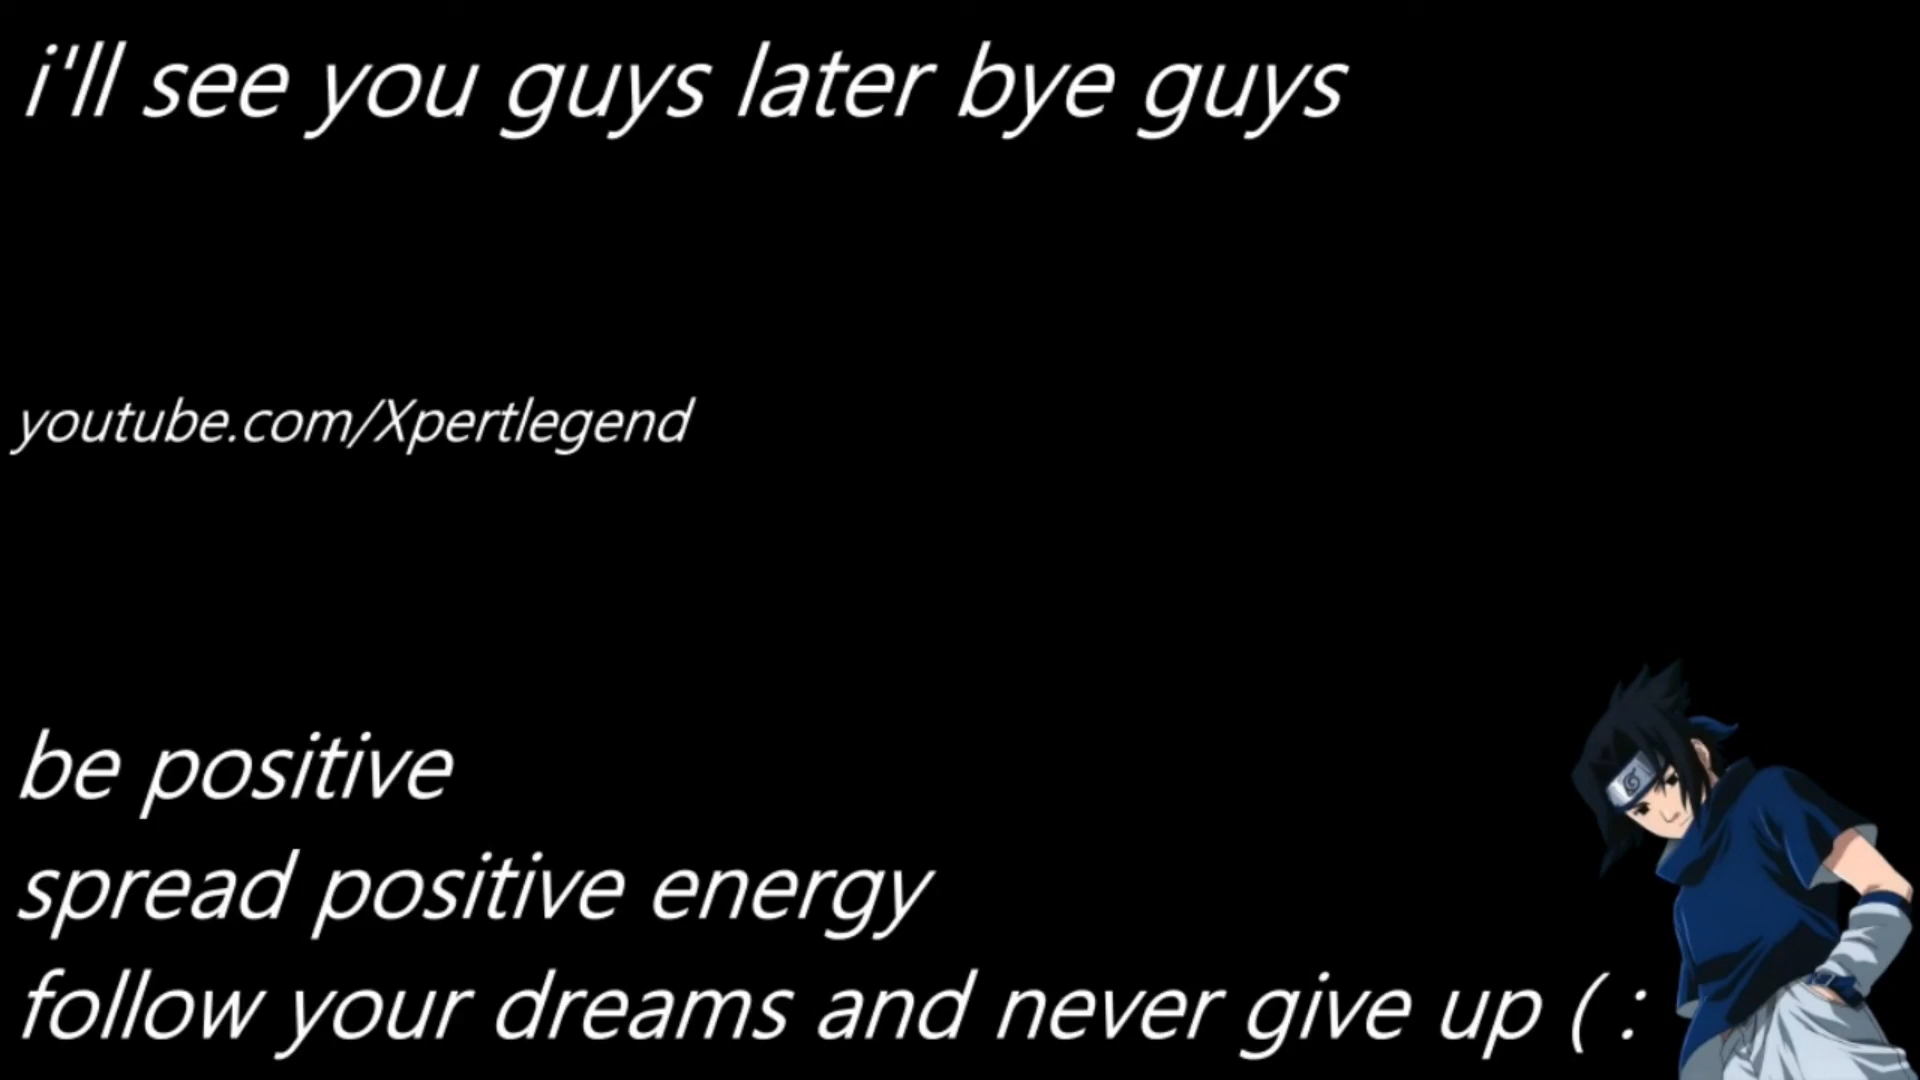 i'll see you guys later bye guys
youtube.com/Xpertlegend
be positive
spread positive energy
follow your dreams and never give up ( :